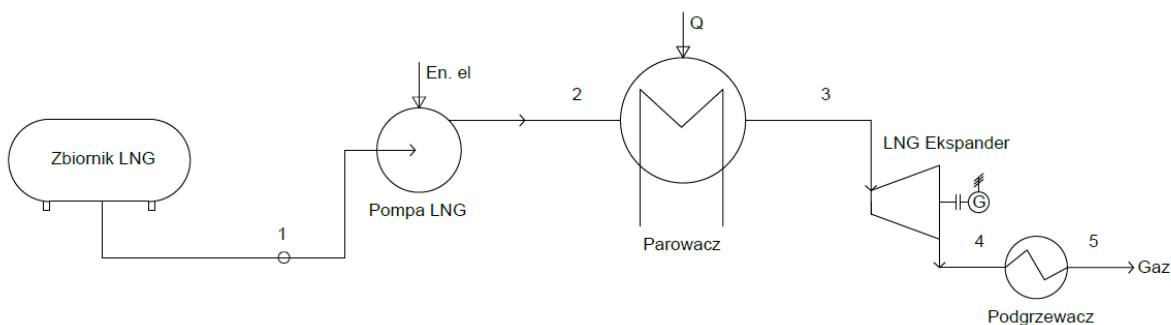 Q
En. el
2
3
LNG Ekspander
Zbiornik LNG
G
Pompa LNG
1
Parowacz
4
5
Gaz
Podgrzewacz